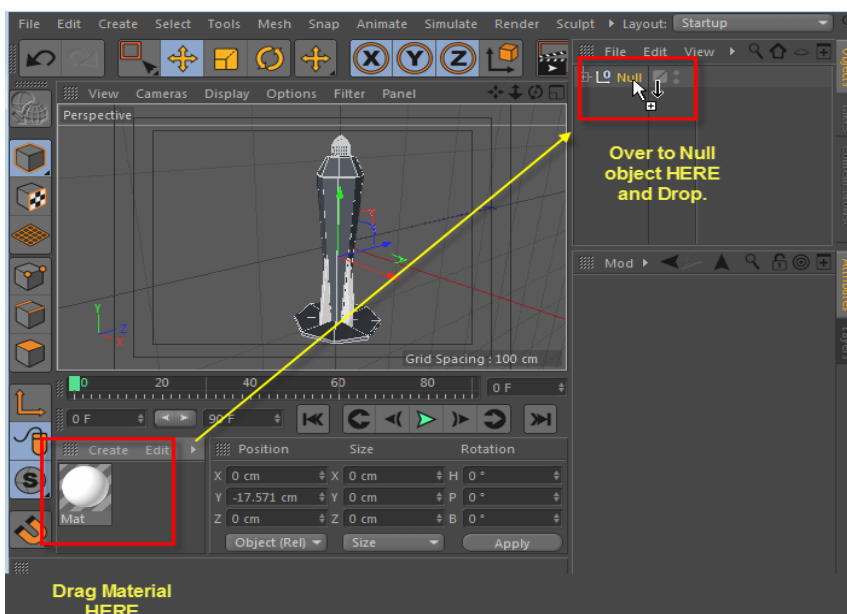 File Edit Create Select Tools Mesh Snap Animate Simulate Render Sculpt Layout: Startup
X Y Z
File Edit View
View Cameras Display Options Filter Panel
Perspective
0 Null
Over to Null
object HERE
and Drop.
Y
Z
X
Mod
Attributes
Layers
Grid Spacing : 100 cm
0 20 40 60 80 0 F
0 F 90 F
Create Edit
Position Size Rotation
X 0 cm X 0 cm H 0 °
Y -17.571 cm Y 0 cm P 0 °
Z 0 cm Z 0 cm B 0 °
Object (Rel) Size Apply
S
Mat
Drag Material
HERE